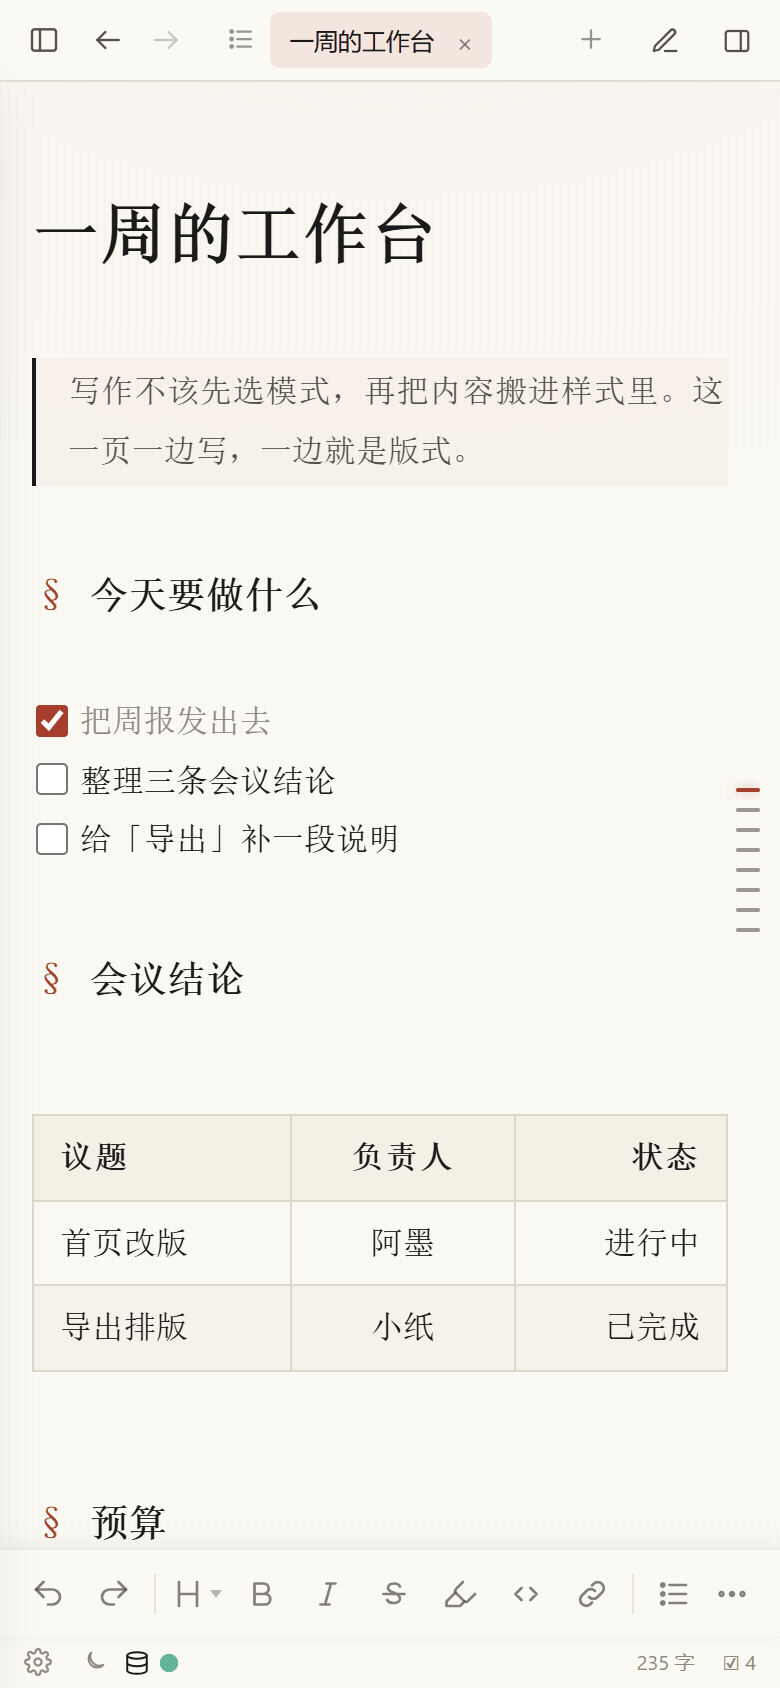 一周的工作台 ×
一周的工作台
写作不该先选模式，再把内容搬进样式里。这
一页一边写，一边就是版式。
§ 今天要做什么
把周报发出去
整理三条会议结论
给「导出」补一段说明
§ 会议结论
议题 负责人 状态
首页改版 阿墨 进行中
导出排版 小纸 已完成
§ 预算
H B I S
235 字 4